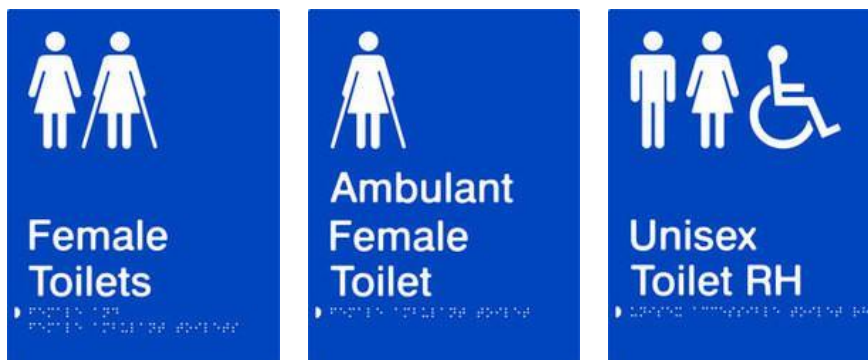 Female
Toilets
⠋⠑⠍⠁⠇⠑ ⠁⠝⠙
⠋⠑⠍⠁⠇⠑ ⠁⠍⠃⠥⠇⠁⠝⠞ ⠞⠕⠊⠇⠑⠞⠎
Ambulant
Female
Toilet
⠋⠑⠍⠁⠇⠑ ⠁⠍⠃⠥⠇⠁⠝⠞ ⠞⠕⠊⠇⠑⠞
Unisex
Toilet RH
⠥⠝⠊⠎⠑⠭ ⠁⠉⠉⠑⠎⠎⠊⠃⠇⠑ ⠞⠕⠊⠇⠑⠞ ⠗⠓